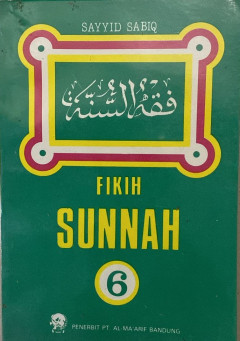 SAYYID SABIQ
فقه السنة
FIKIH
SUNNAH
6
PENERBIT PT. AL-MA'ARIF BANDUNG